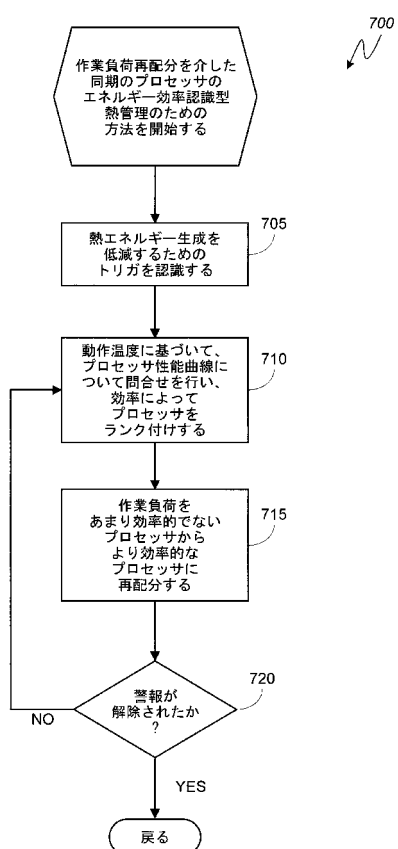 700
作業負荷再配分を介した
同期のプロセッサの
エネルギー効率認識型
熱管理のための
方法を開始する
705
熱エネルギー生成を
低減するための
トリガを認識する
710
動作温度に基づいて、
プロセッサ性能曲線に
ついて問合せを行い、
効率によって
プロセッサを
ランク付けする
715
作業負荷を
あまり効率的でない
プロセッサから
より効率的な
プロセッサに
再配分する
720
警報が
解除されたか
?
NO
YES
戻る